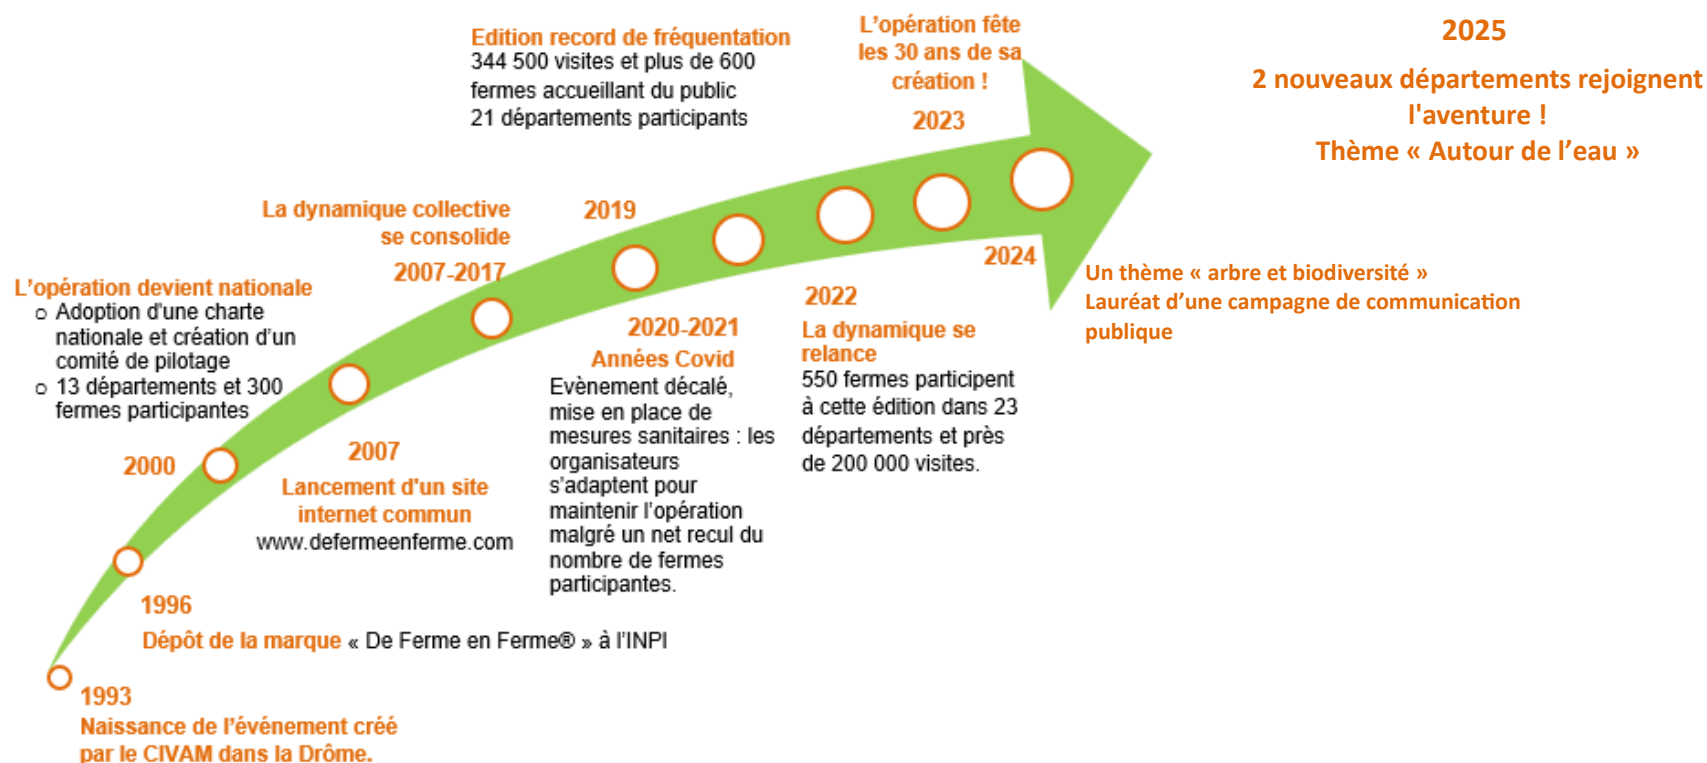 1993
Naissance de l'événement créé
par le CIVAM dans la Drôme.
1996
Dépôt de la marque « De Ferme en Ferme® » à l'INPI
L'opération devient nationale
o Adoption d'une charte
nationale et création d'un
comité de pilotage
o 13 départements et 300
fermes participantes
2000
2007
Lancement d'un site
internet commun
www.defermeenferme.com
La dynamique collective
se consolide
2007-2017
Edition record de fréquentation
344 500 visites et plus de 600
fermes accueillant du public
21 départements participants
2019
2020-2021
Années Covid
Evènement décalé,
mise en place de
mesures sanitaires : les
organisateurs
s'adaptent pour
maintenir l'opération
malgré un net recul du
nombre de fermes
participantes.
2022
La dynamique se
relance
550 fermes participent
à cette édition dans 23
départements et près
de 200 000 visites.
L'opération fête
les 30 ans de sa
création !
2023
2024
Un thème « arbre et biodiversité »
Lauréat d'une campagne de communication
publique
2025
2 nouveaux départements rejoignent
l'aventure !
Thème « Autour de l'eau »